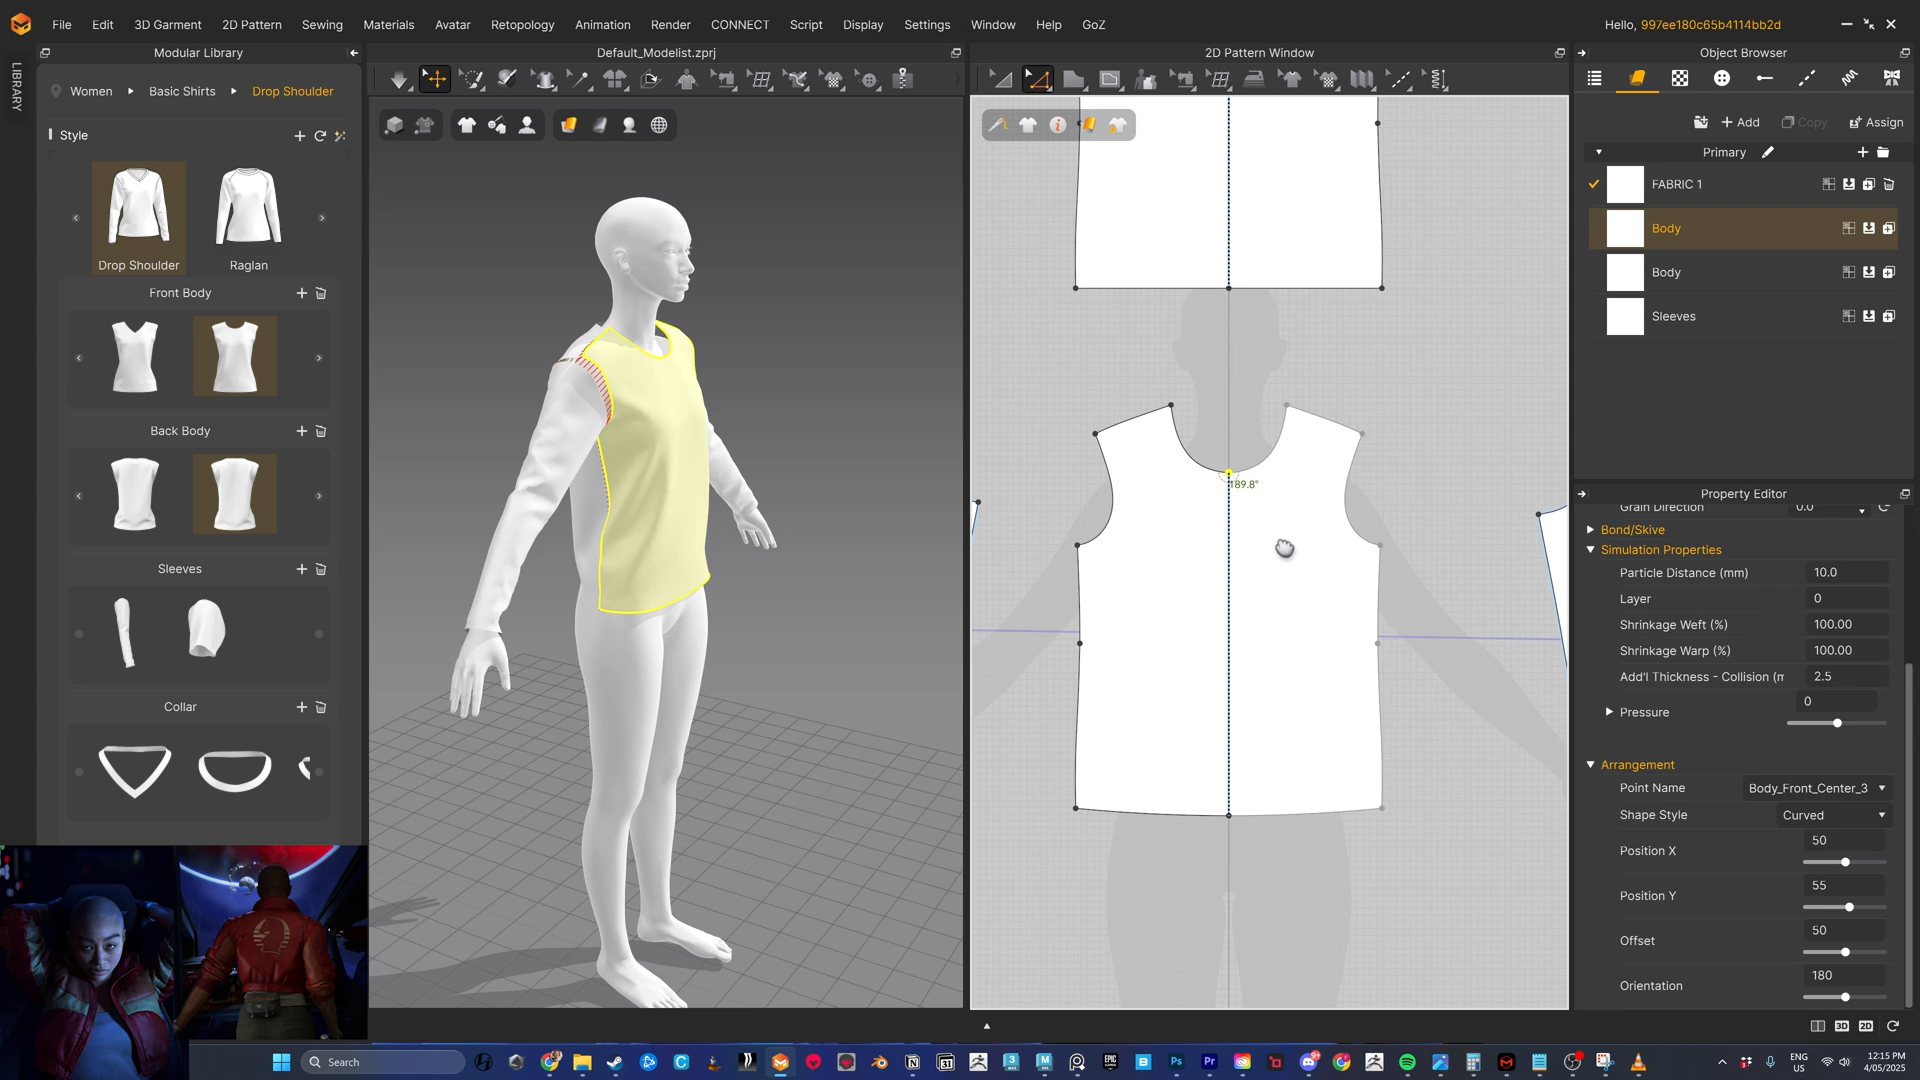 File Edit 3D Garment 2D Pattern Sewing Materials Avatar Retopology Animation Render CONNECT Script Display Settings Window Help GoZ
Hello, 997ee180c65b4114bb2d
LIBRARY
Modular Library
Women Basic Shirts Drop Shoulder
Style
Drop Shoulder Raglan
Front Body
Back Body
Sleeves
Collar
Default_Modelist.zprj
2D Pattern Window
189.8°
Object Browser
Add Copy Assign
Primary
FABRIC 1
Body
Body
Sleeves
Property Editor
Grain Direction 0.0
Bond/Skive
Simulation Properties
Particle Distance (mm) 10.0
Layer 0
Shrinkage Weft (%) 100.00
Shrinkage Warp (%) 100.00
Add'l Thickness - Collision (m 2.5
Pressure 0
Arrangement
Point Name Body_Front_Center_3
Shape Style Curved
Position X 50
Position Y 55
Offset 50
Orientation 180
3D 2D
Search
ENG
US
12:15 PM
4/05/2025